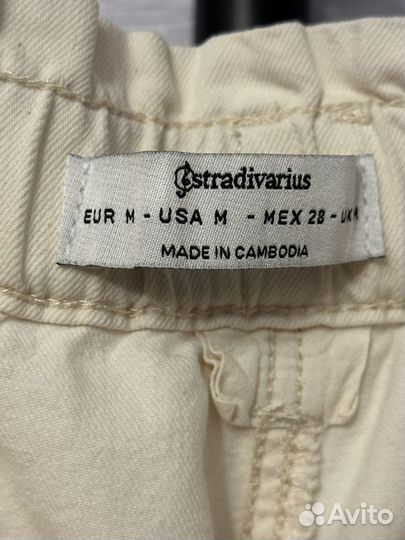 stradivarius
EUR M - USA M - MEX 28 - UK
MADE IN CAMBODIA
Avito